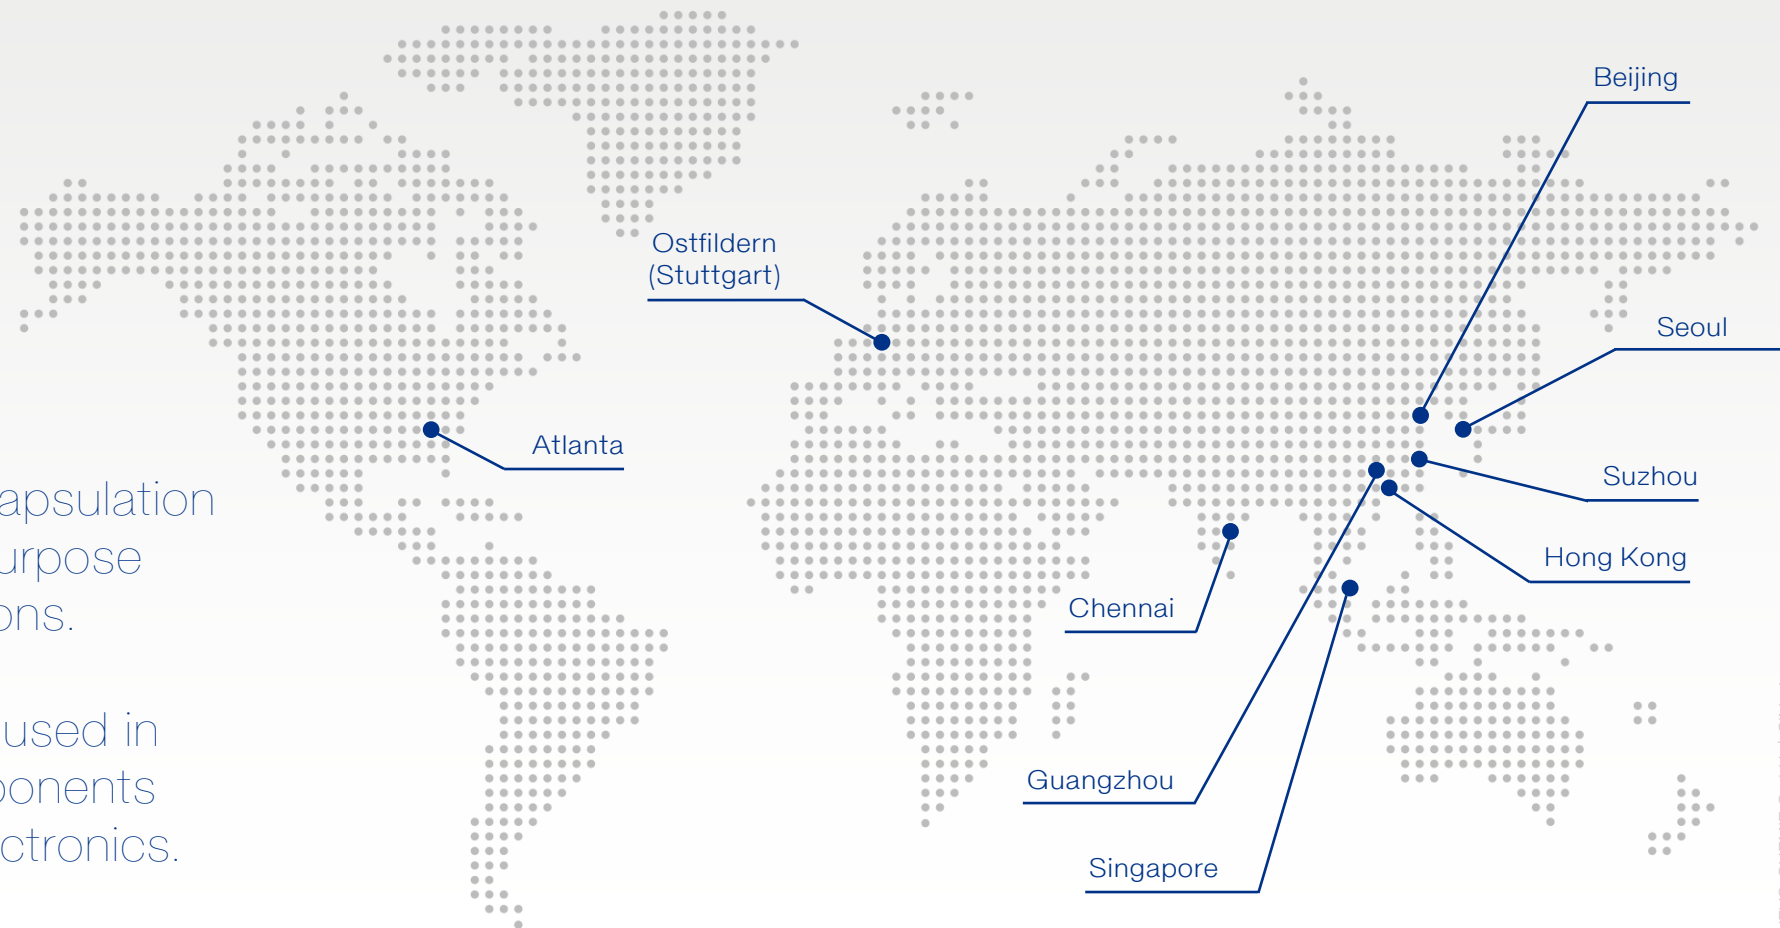 apsulation
urpose
ons.
used in
ponents
ctronics.
Beijing
Ostfildern
(Stuttgart)
Seoul
Atlanta
Suzhou
Hong Kong
Chennai
Guangzhou
Singapore